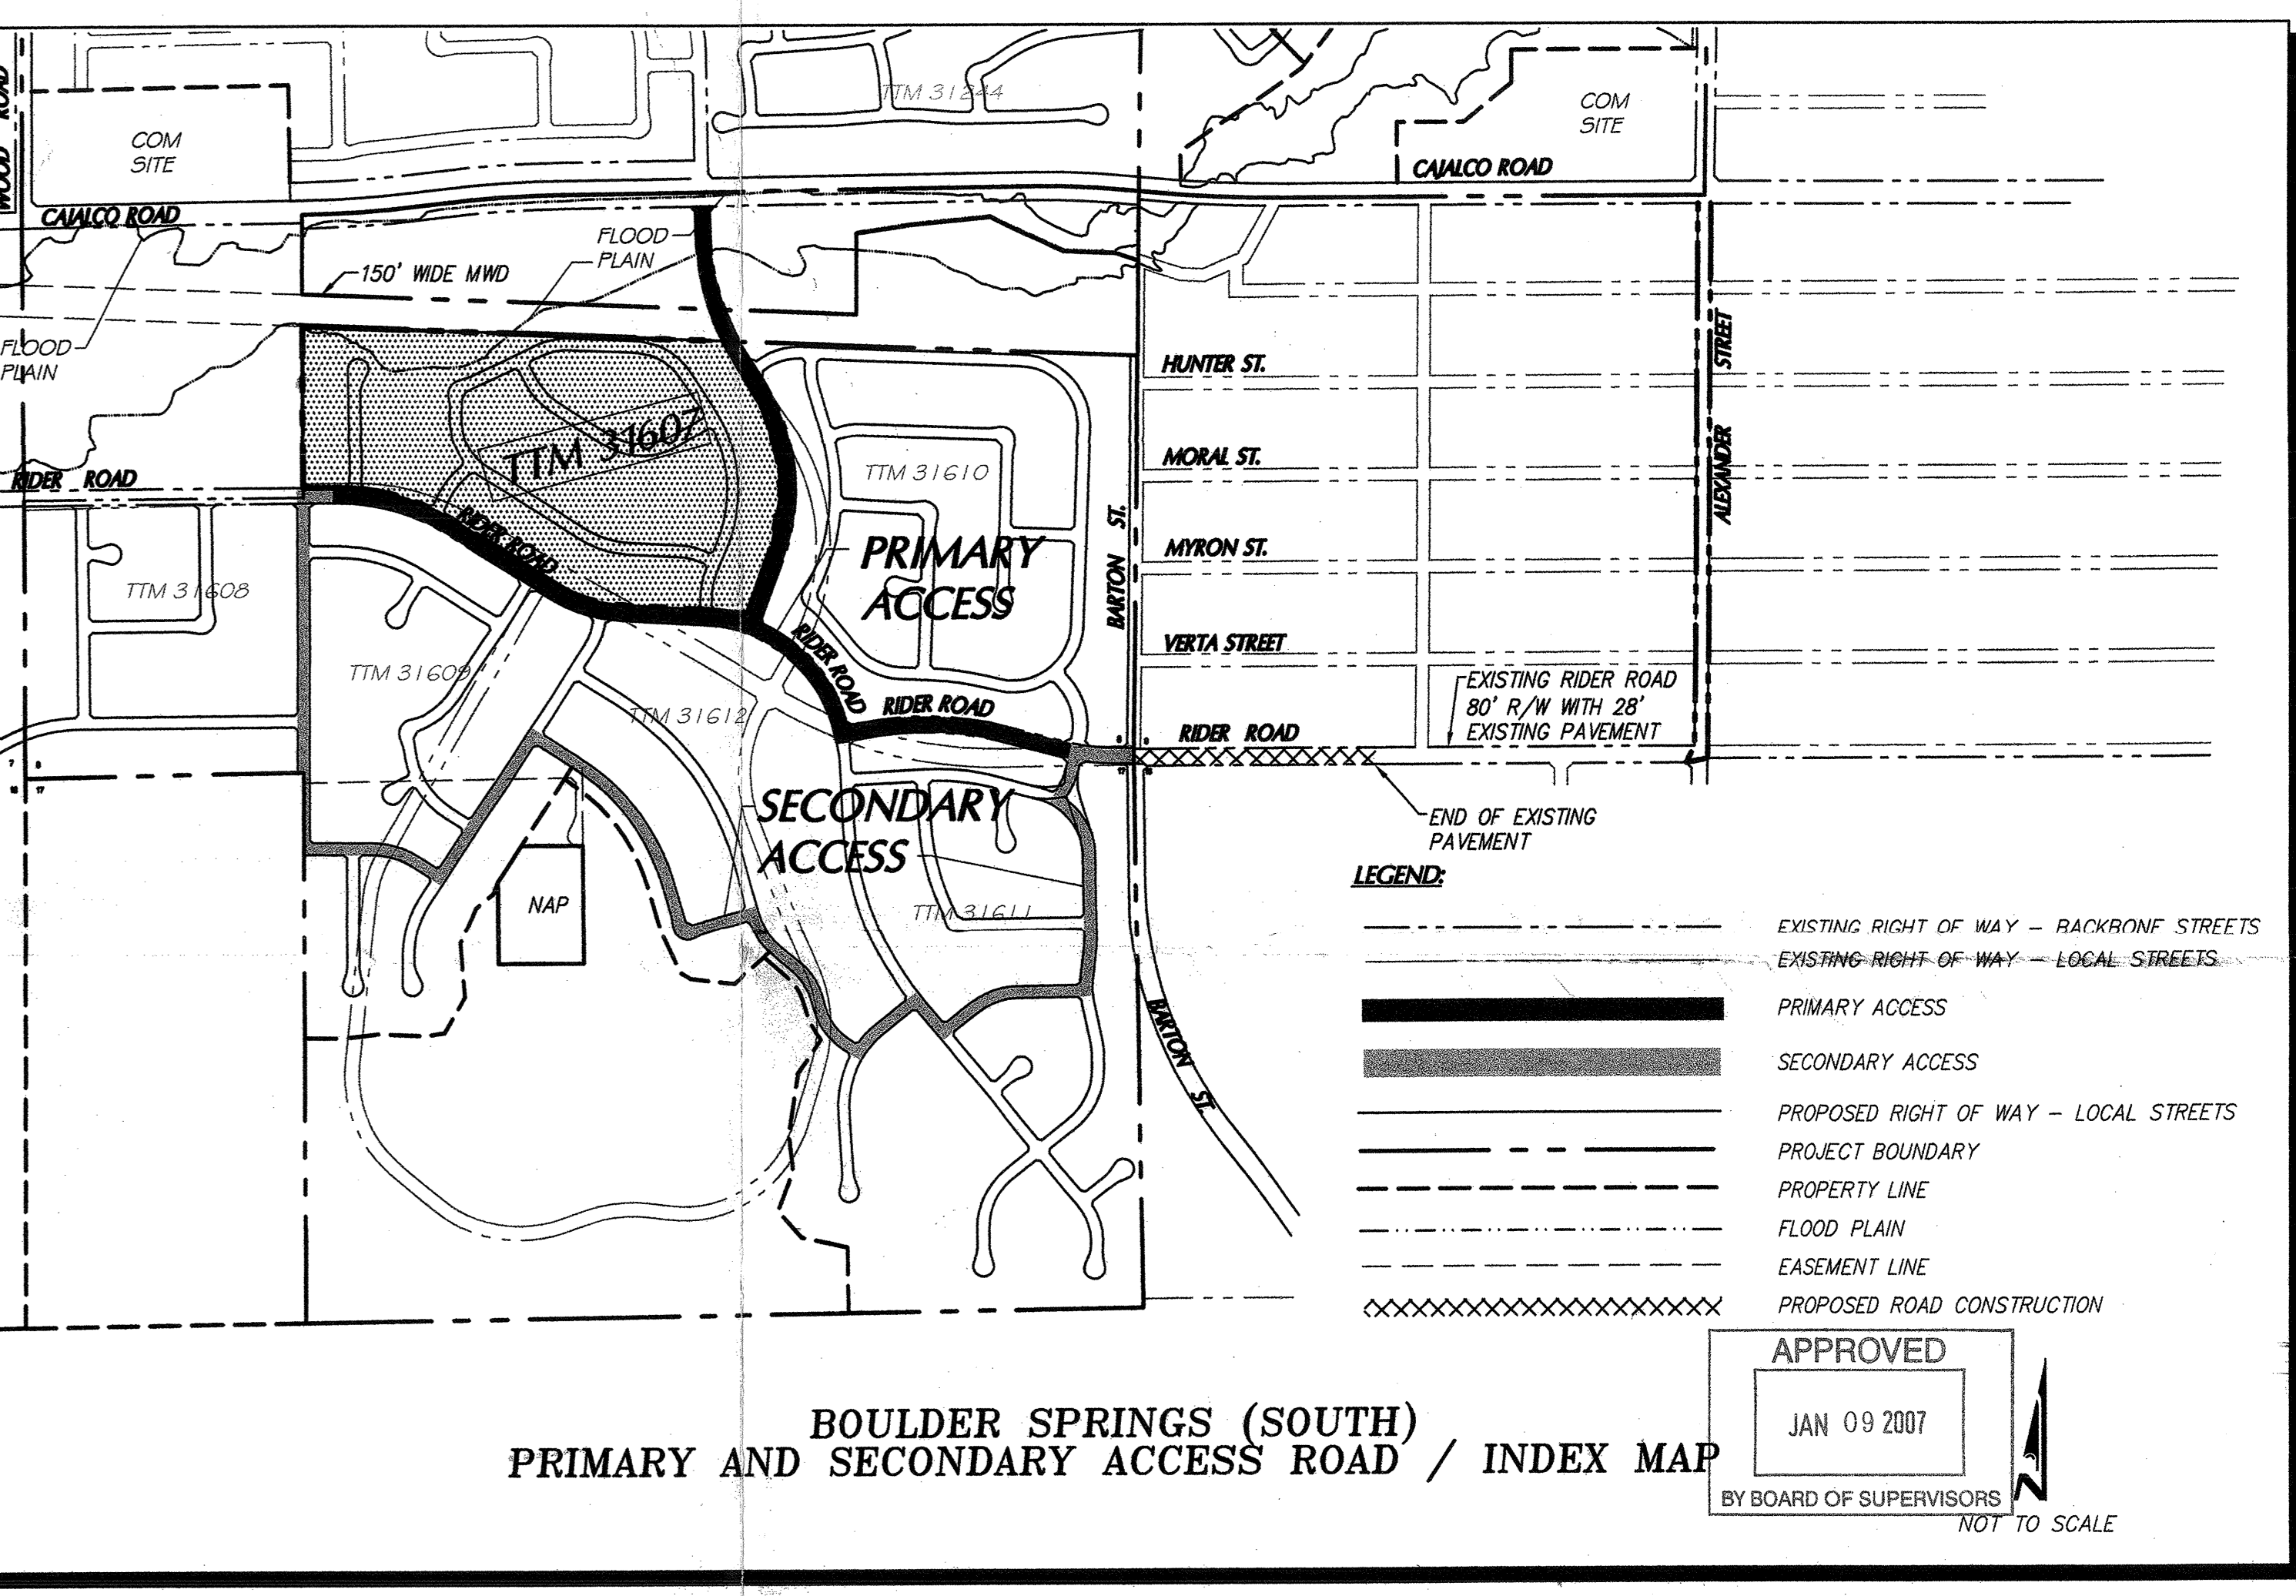 WOOD ROAD
TTM 31844
COM
SITE
COM
SITE
CAJALCO ROAD
CAJALCO ROAD
FLOOD
PLAIN
150' WIDE MWD
FLOOD
PLAIN
HUNTER ST.
ALEXANDER STREET
TTM 31607
MORAL ST.
TTM 31610
RIDER ROAD
RIDER ROAD
BARTON ST.
PRIMARY
ACCESS
MYRON ST.
TTM 31608
RIDER ROAD
VERTA STREET
TTM 31609
EXISTING RIDER ROAD
80' R/W WITH 28'
EXISTING PAVEMENT
TTM 31612
RIDER ROAD
RIDER ROAD
SECONDARY
ACCESS
END OF EXISTING
PAVEMENT
NAP
TTM 31611
BARTON ST.
LEGEND:
EXISTING RIGHT OF WAY – BACKBONE STREETS
EXISTING RIGHT OF WAY – LOCAL STREETS
PRIMARY ACCESS
SECONDARY ACCESS
PROPOSED RIGHT OF WAY – LOCAL STREETS
PROJECT BOUNDARY
PROPERTY LINE
FLOOD PLAIN
EASEMENT LINE
PROPOSED ROAD CONSTRUCTION
APPROVED
JAN 09 2007
BY BOARD OF SUPERVISORS
BOULDER SPRINGS (SOUTH)
PRIMARY AND SECONDARY ACCESS ROAD / INDEX MAP
N
NOT TO SCALE